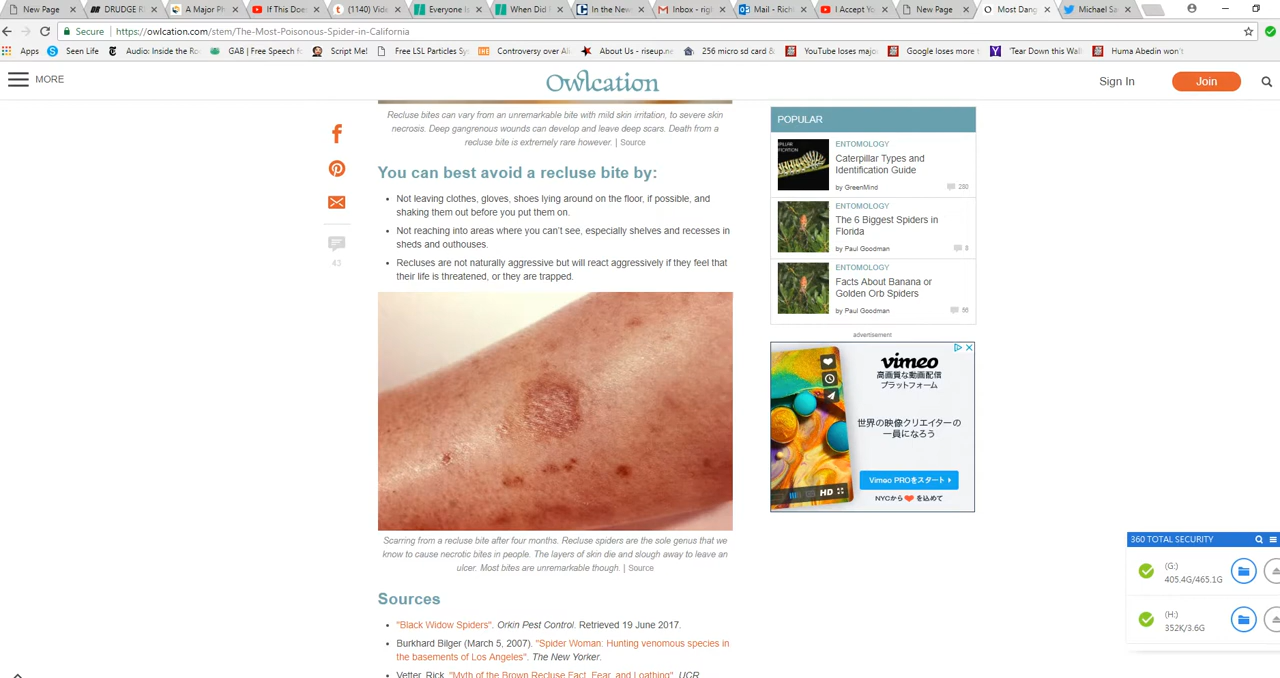 New Page
DRUDGE R
A Major Ph
If This Doe
(1140) Vid
Everyone I
When Did
In the New
Inbox - rig
Mail - Rich
I Accept Yo
New Page
Most Dang
Michael Sa
Secure
https://owlcation.com/stem/The-Most-Poisonous-Spider-in-California
Apps
Seen Life
Audio: Inside the Ro
GAB | Free Speech fo
Script Me!
Free LSL Particles Sy
Controversy over Al
About Us - riseup.ne
256 micro sd card &
YouTube loses majo
Google loses more t
'Tear Down this Wal
Huma Abedin won't
MORE
Owlcation
Sign In
Join
Recluse bites can vary from an unremarkable bite with mild skin irritation, to severe skin
necrosis. Deep gangrenous wounds can develop and leave deep scars. Death from a
recluse bite is extremely rare however. | Source
You can best avoid a recluse bite by:
• Not leaving clothes, gloves, shoes lying around on the floor, if possible, and
shaking them out before you put them on.
• Not reaching into areas where you can't see, especially shelves and recesses in
sheds and outhouses.
• Recluses are not naturally aggressive but will react aggressively if they feel that
their life is threatened, or they are trapped.
43
Scarring from a recluse bite after four months. Recluse spiders are the sole genus that we
know to cause necrotic bites in people. The layers of skin die and slough away to leave an
ulcer. Most bites are unremarkable though. | Source
Sources
• "Black Widow Spiders". Orkin Pest Control. Retrieved 19 June 2017.
• Burkhard Bilger (March 5, 2007). "Spider Woman: Hunting venomous species in
the basements of Los Angeles". The New Yorker.
• Vetter, Rick. "Myth of the Brown Recluse Fact, Fear, and Loathing". UCR
POPULAR
ENTOMOLOGY
Caterpillar Types and
Identification Guide
by GreenMind
280
ENTOMOLOGY
The 6 Biggest Spiders in
Florida
by Paul Goodman
8
ENTOMOLOGY
Facts About Banana or
Golden Orb Spiders
by Paul Goodman
56
advertisement
vimeo
高画質な動画配信
プラットフォーム
世界の映像クリエイターの
一員になろう
Vimeo PROをスタート
NYCから を込めて
HD
360 TOTAL SECURITY
(G:)
405.4G/465.1G
(H:)
352K/3.6G